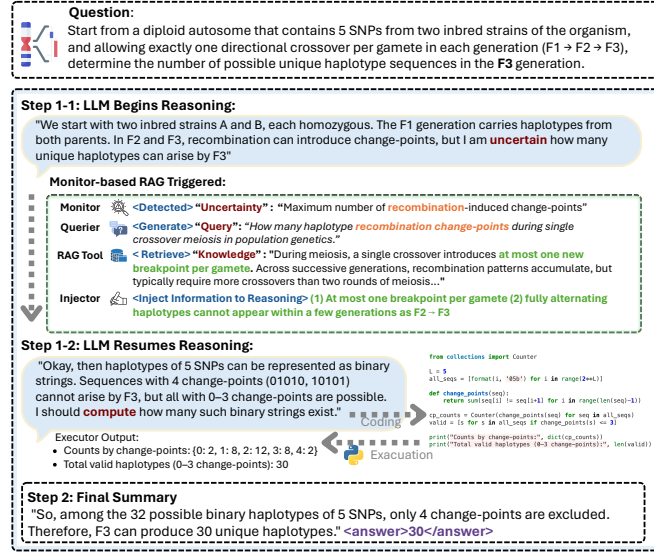 Question:
Start from a diploid autosome that contains 5 SNPs from two inbred strains of the organism,
and allowing exactly one directional crossover per gamete in each generation (F1 → F2 → F3),
determine the number of possible unique haplotype sequences in the F3 generation.
Step 1-1: LLM Begins Reasoning:
"We start with two inbred strains A and B, each homozygous. The F1 generation carries haplotypes from
both parents. In F2 and F3, recombination can introduce change-points, but I am uncertain how many
unique haplotypes can arise by F3"
Monitor-based RAG Triggered:
Monitor <Detected> "Uncertainty" : "Maximum number of recombination-induced change-points"
Querier <Generate> "Query": "How many haplotype recombination change-points during single
crossover meiosis in population genetics."
RAG Tool < Retrieve> "Knowledge" : "During meiosis, a single crossover introduces at most one new
breakpoint per gamete. Across successive generations, recombination patterns accumulate, but
typically require more crossovers than two rounds of meiosis..."
Injector <Inject Information to Reasoning> (1) At most one breakpoint per gamete (2) fully alternating
haplotypes cannot appear within a few generations as F2→F3
Step 1-2: LLM Resumes Reasoning:
"Okay, then haplotypes of 5 SNPs can be represented as binary
strings. Sequences with 4 change-points (01010, 10101)
cannot arise by F3, but all with 0–3 change-points are possible.
I should compute how many such binary strings exist."
Coding
from collections import Counter
L = 5
all_seqs = [format(i, '05b') for i in range(2**L)]
def change_points(seq):
return sum(seq[i] != seq[i+1] for i in range(len(seq)-1))
cp_counts = Counter(change_points(seq) for seq in all_seqs)
valid = [s for s in all_seqs if change_points(s) <= 3]
print("Counts by change-points:", dict(cp_counts))
print("Total valid haplotypes (0–3 change-points):", len(valid))
Exacuation
Executor Output:
• Counts by change-points: {0: 2, 1: 8, 2: 12, 3: 8, 4: 2}
• Total valid haplotypes (0–3 change-points): 30
Step 2: Final Summary
"So, among the 32 possible binary haplotypes of 5 SNPs, only 4 change-points are excluded.
Therefore, F3 can produce 30 unique haplotypes." <answer>30</answer>